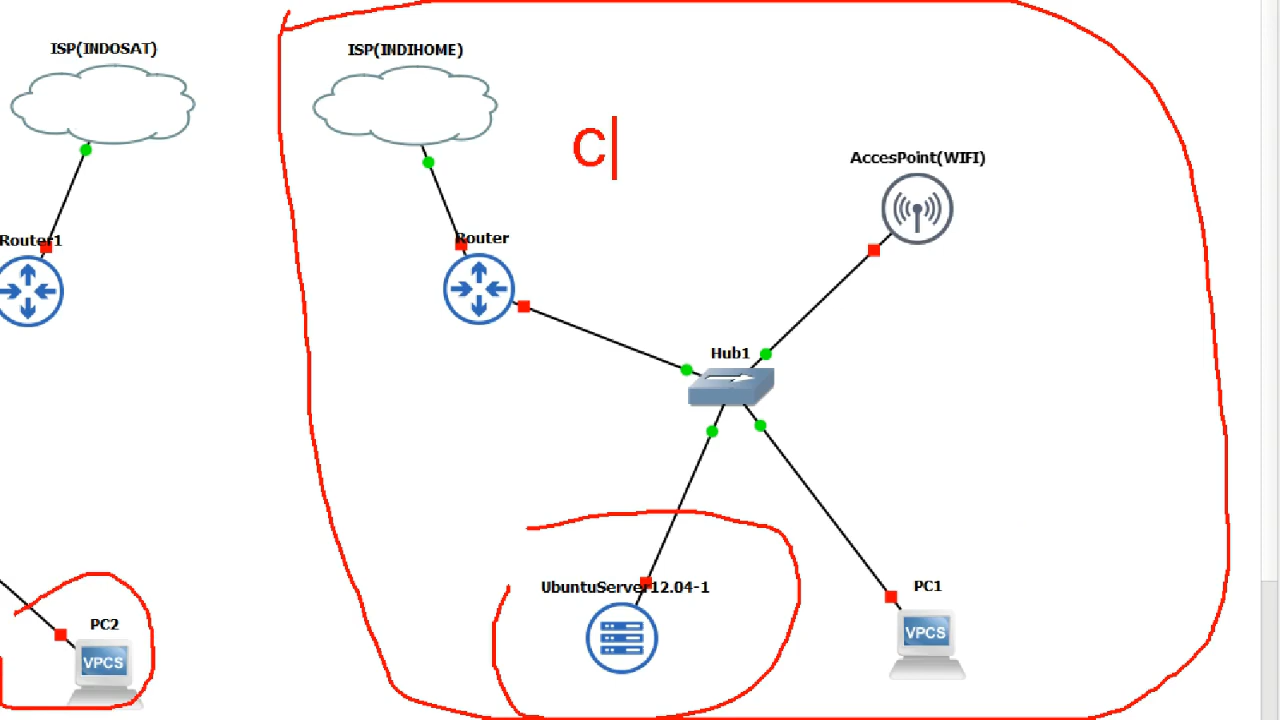 ISP(INDOSAT)
ISP(INDIHOME)
C
AccesPoint(WIFI)
Router1
Router
Hub1
UbuntuServer12.04-1
PC1
VPCS
PC2
VPCS